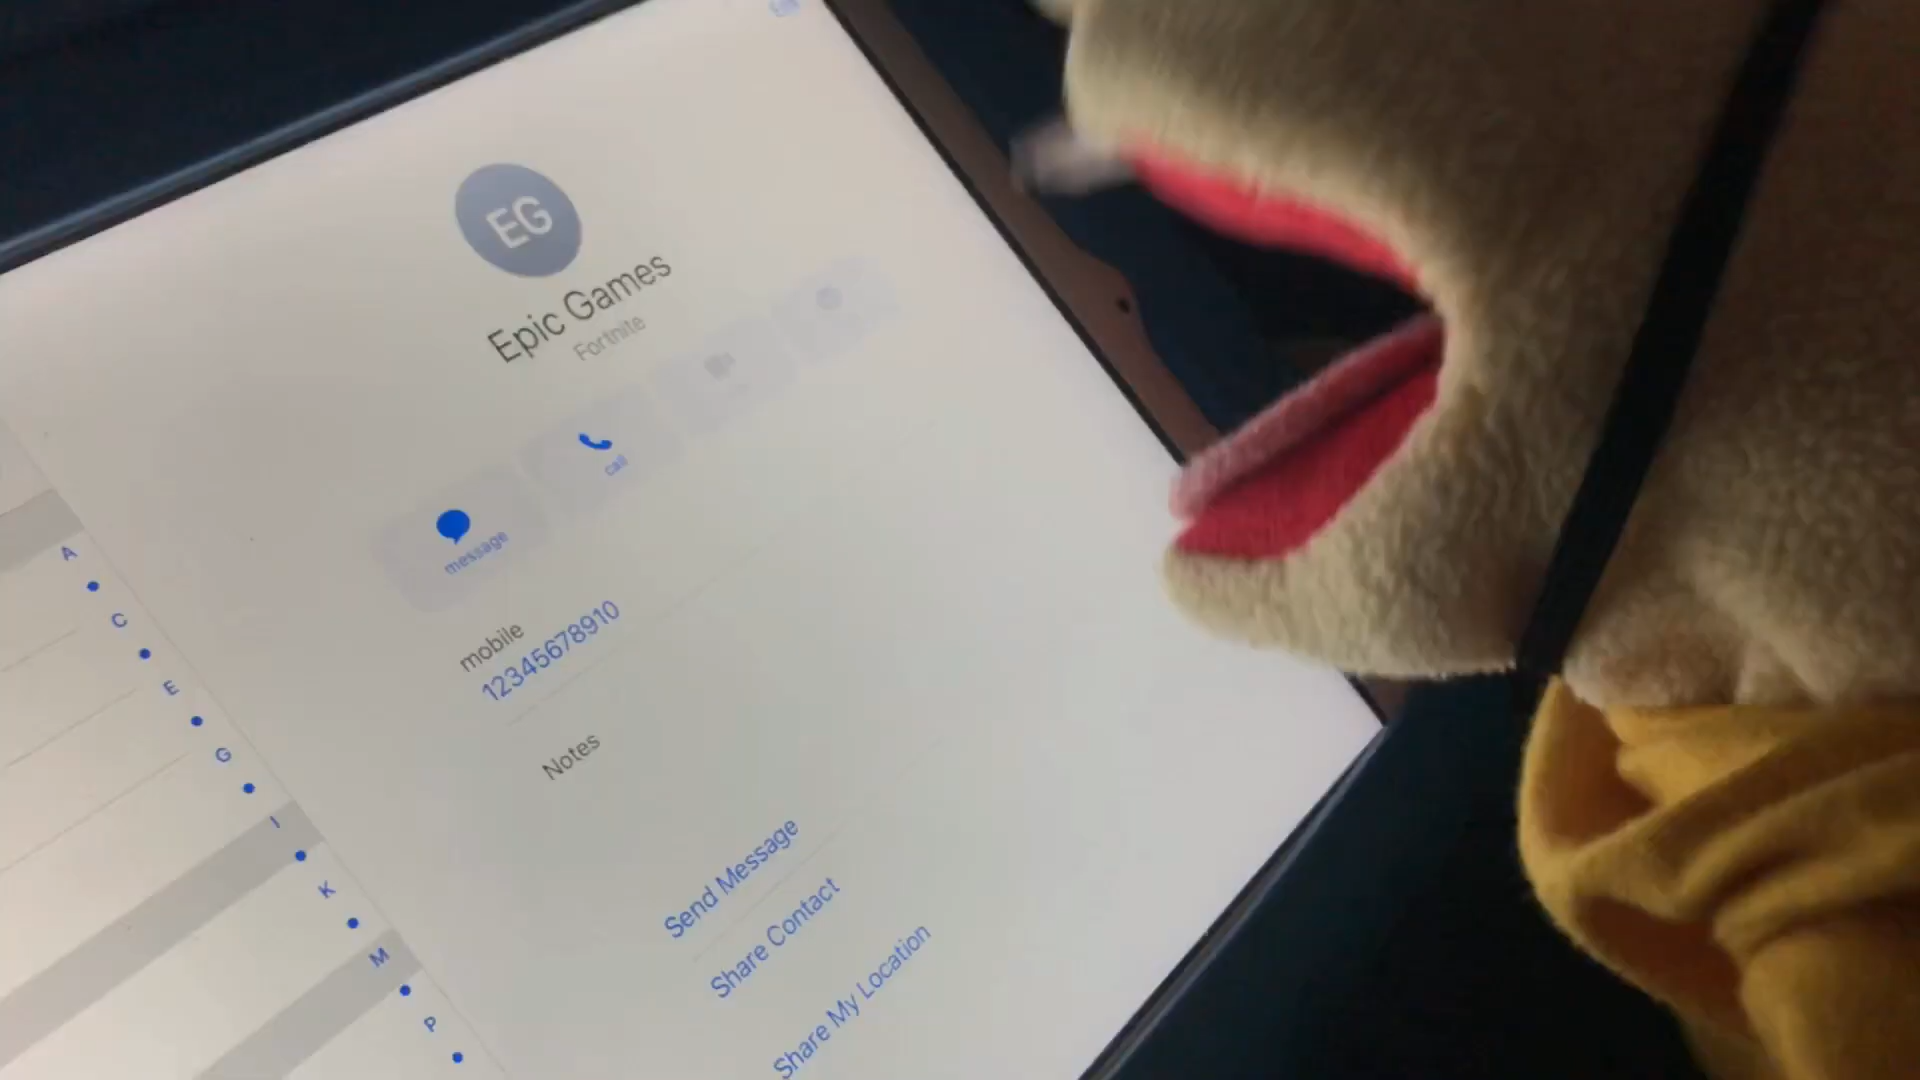 EG
Epic Games
Fortnite
message
call
mobile
12345678910
Notes
Send Message
Share Contact
Share My Location
A
C
E
G
I
K
M
P